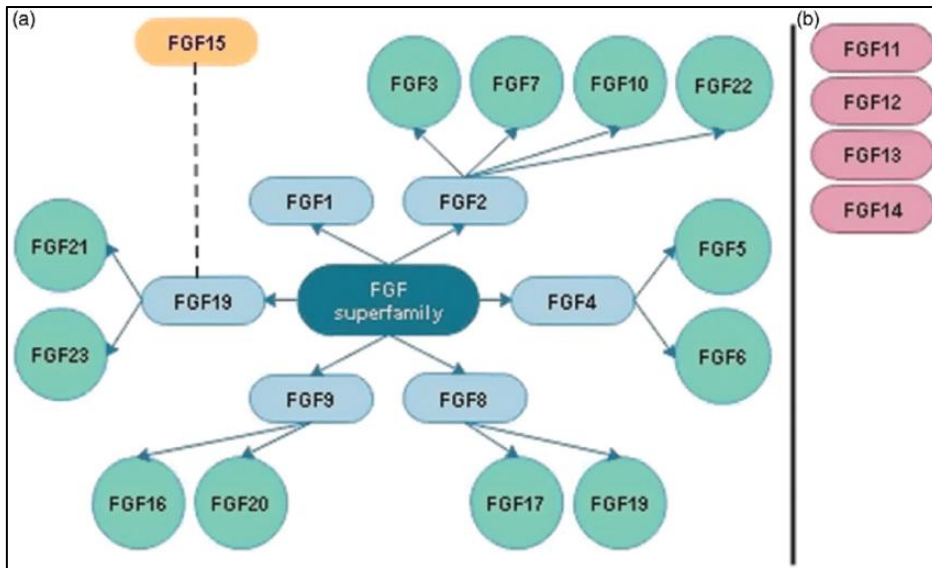 (a)
(b)
FGF15
FGF3
FGF7
FGF10
FGF22
FGF11
FGF12
FGF13
FGF14
FGF1
FGF2
FGF21
FGF5
FGF19
FGF
superfamily
FGF4
FGF23
FGF6
FGF9
FGF8
FGF16
FGF20
FGF17
FGF19